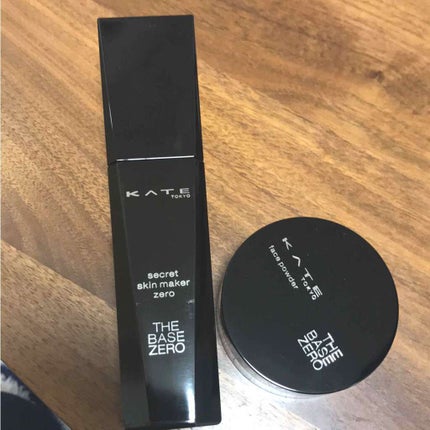 KATE
TOKYO
secret
skin maker
zero
THE
BASE
ZERO
KATE
TOKYO
face powder
THE
BASE
ZERO